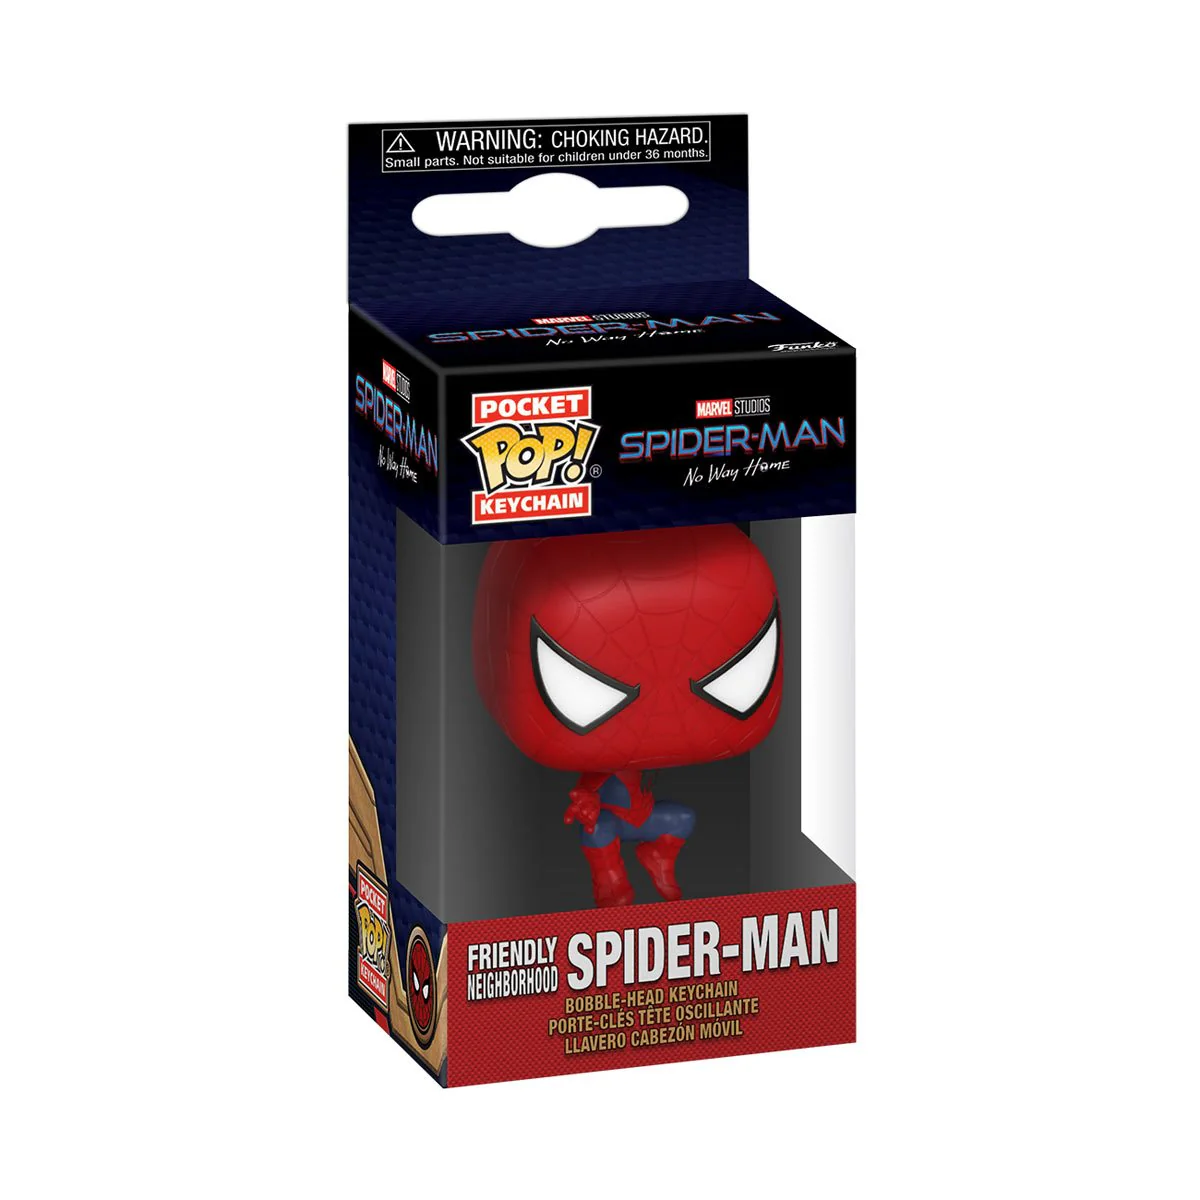 WARNING: CHOKING HAZARD.
Small parts. Not suitable for children under 36 months.
MARVEL STUDIOS
SPIDER-MAN
No Way Home
Funko
MARVEL STUDIOS
SPIDER-MAN
No Way Home
POCKET
POP!®
KEYCHAIN
MARVEL STUDIOS
SPIDER-MAN
No Way Home
POCKET
POP!
KEYCHAIN
FRIENDLY
NEIGHBORHOOD
SPIDER-MAN
BOBBLE-HEAD KEYCHAIN
PORTE-CLÉS TÊTE OSCILLANTE
LLAVERO CABEZÓN MÓVIL